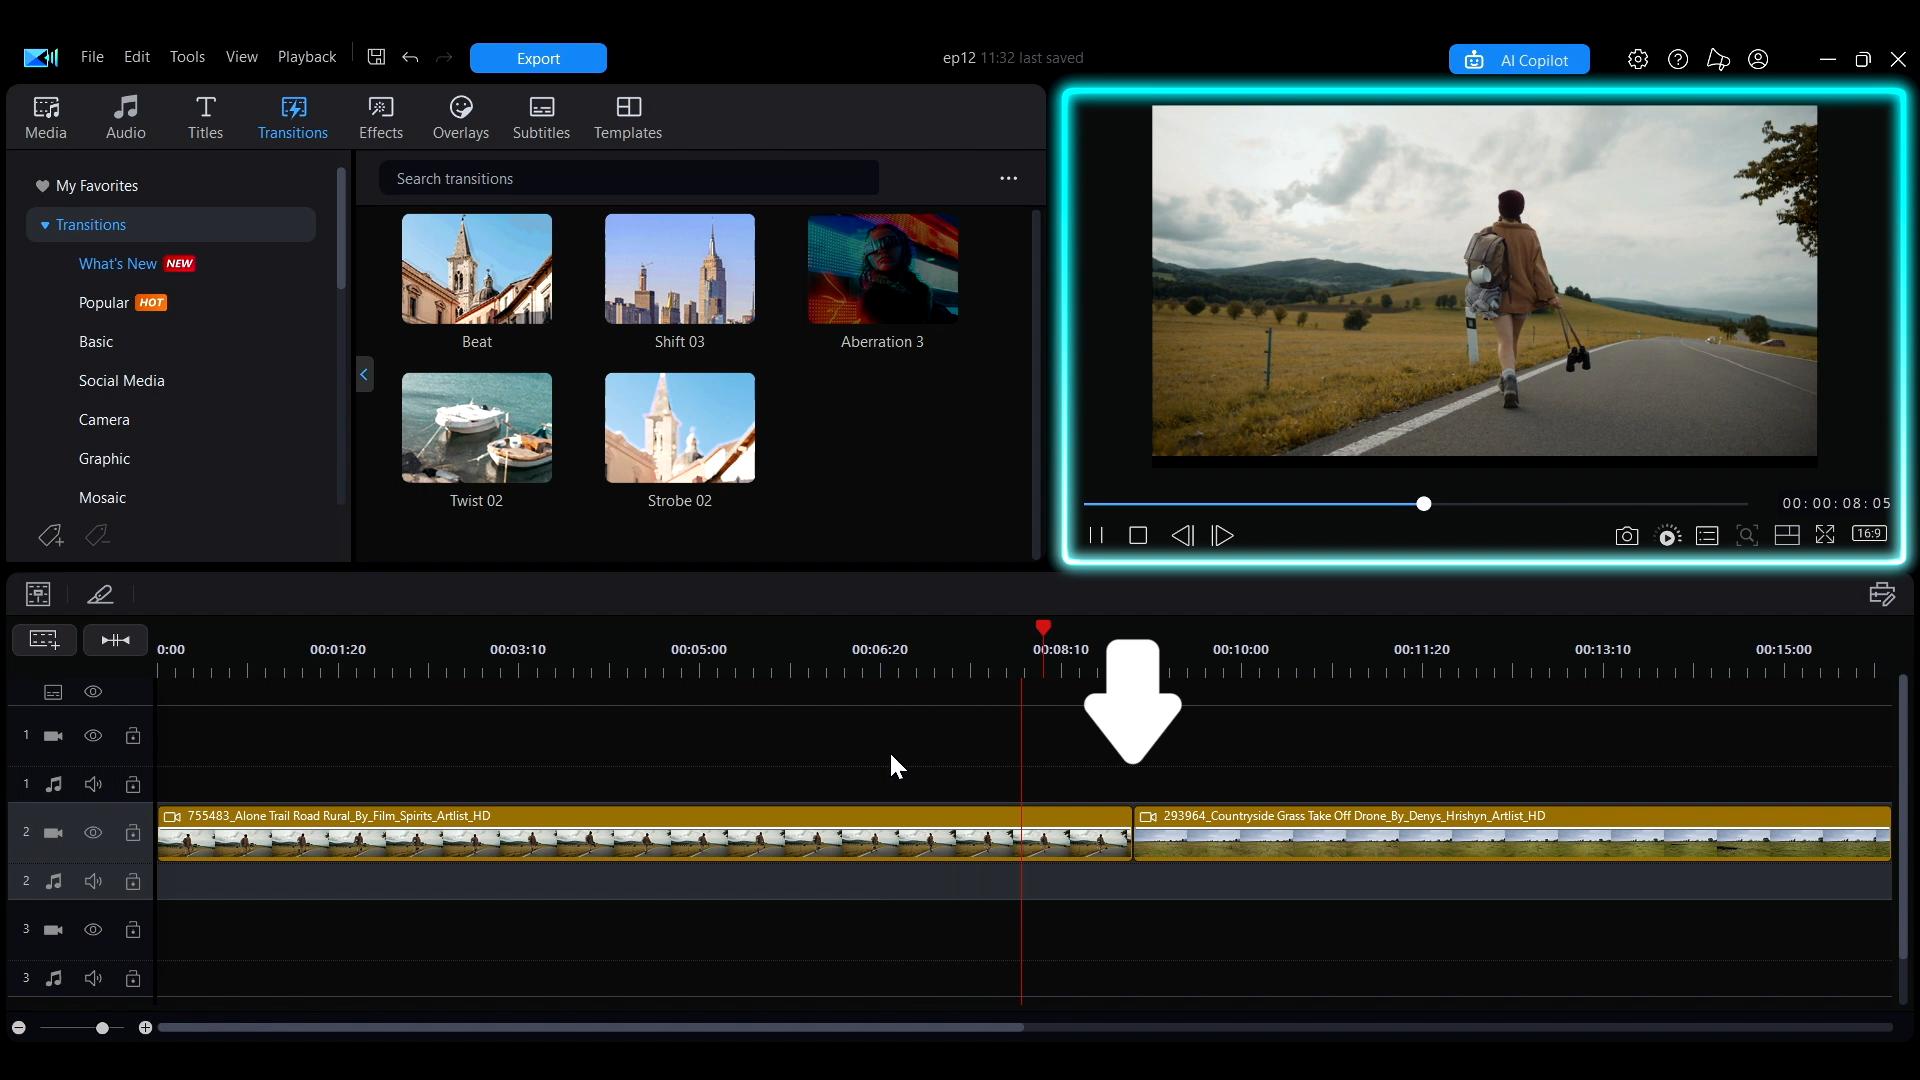 File Edit Tools View Playback Export ep12 11:32 last saved AI Copilot
Media Audio Titles Transitions Effects Overlays Subtitles Templates
My Favorites
Transitions
What's New NEW
Popular HOT
Basic
Social Media
Camera
Graphic
Mosaic
Search transitions
Beat Shift 03 Aberration 3
Twist 02 Strobe 02
00:00:08:05
16:9
0:00 00:01:20 00:03:10 00:05:00 00:06:20 00:08:10 00:10:00 00:11:20 00:13:10 00:15:00
1
1
2 755483_Alone Trail Road Rural_By_Film_Spirits_Artlist_HD 293964_Countryside Grass Take Off Drone_By_Denys_Hrishyn_Artlist_HD
2
3
3